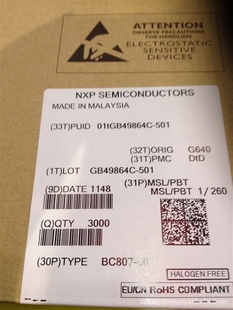 ATTENTION
OBSERVE PRECAUTIONS
FOR HANDLING
ELECTROSTATIC
SENSITIVE
DEVICES
NXP SEMICONDUCTORS
MADE IN MALAYSIA
(33T)PUID 01tGB49864C-501
(32T)ORIG G640
(31T)PMC DtD
(1T)LOT GB49864C-501
(31P)MSL/PBT
(9D)DATE 1148
MSL/PBT 1/260
(Q)QTY 3000
(30P)TYPE
HALOGEN FREE
EU/CN RoHS COMPLIANT